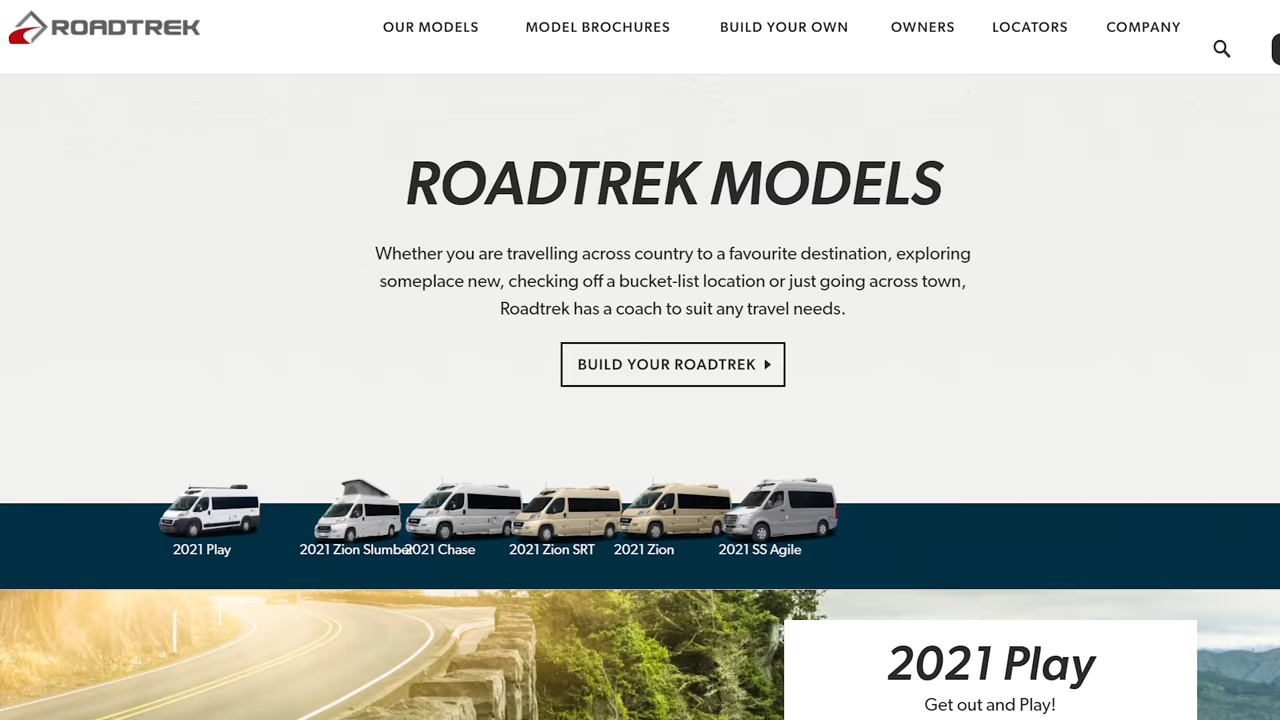 ROADTREK
OUR MODELS
MODEL BROCHURES
BUILD YOUR OWN
OWNERS
LOCATORS
COMPANY
ROADTREK MODELS
Whether you are travelling across country to a favourite destination, exploring
someplace new, checking off a bucket-list location or just going across town,
Roadtrek has a coach to suit any travel needs.
BUILD YOUR ROADTREK
2021 Play
2021 Zion Slumber
2021 Chase
2021 Zion SRT
2021 Zion
2021 SS Agile
2021 Play
Get out and Play!